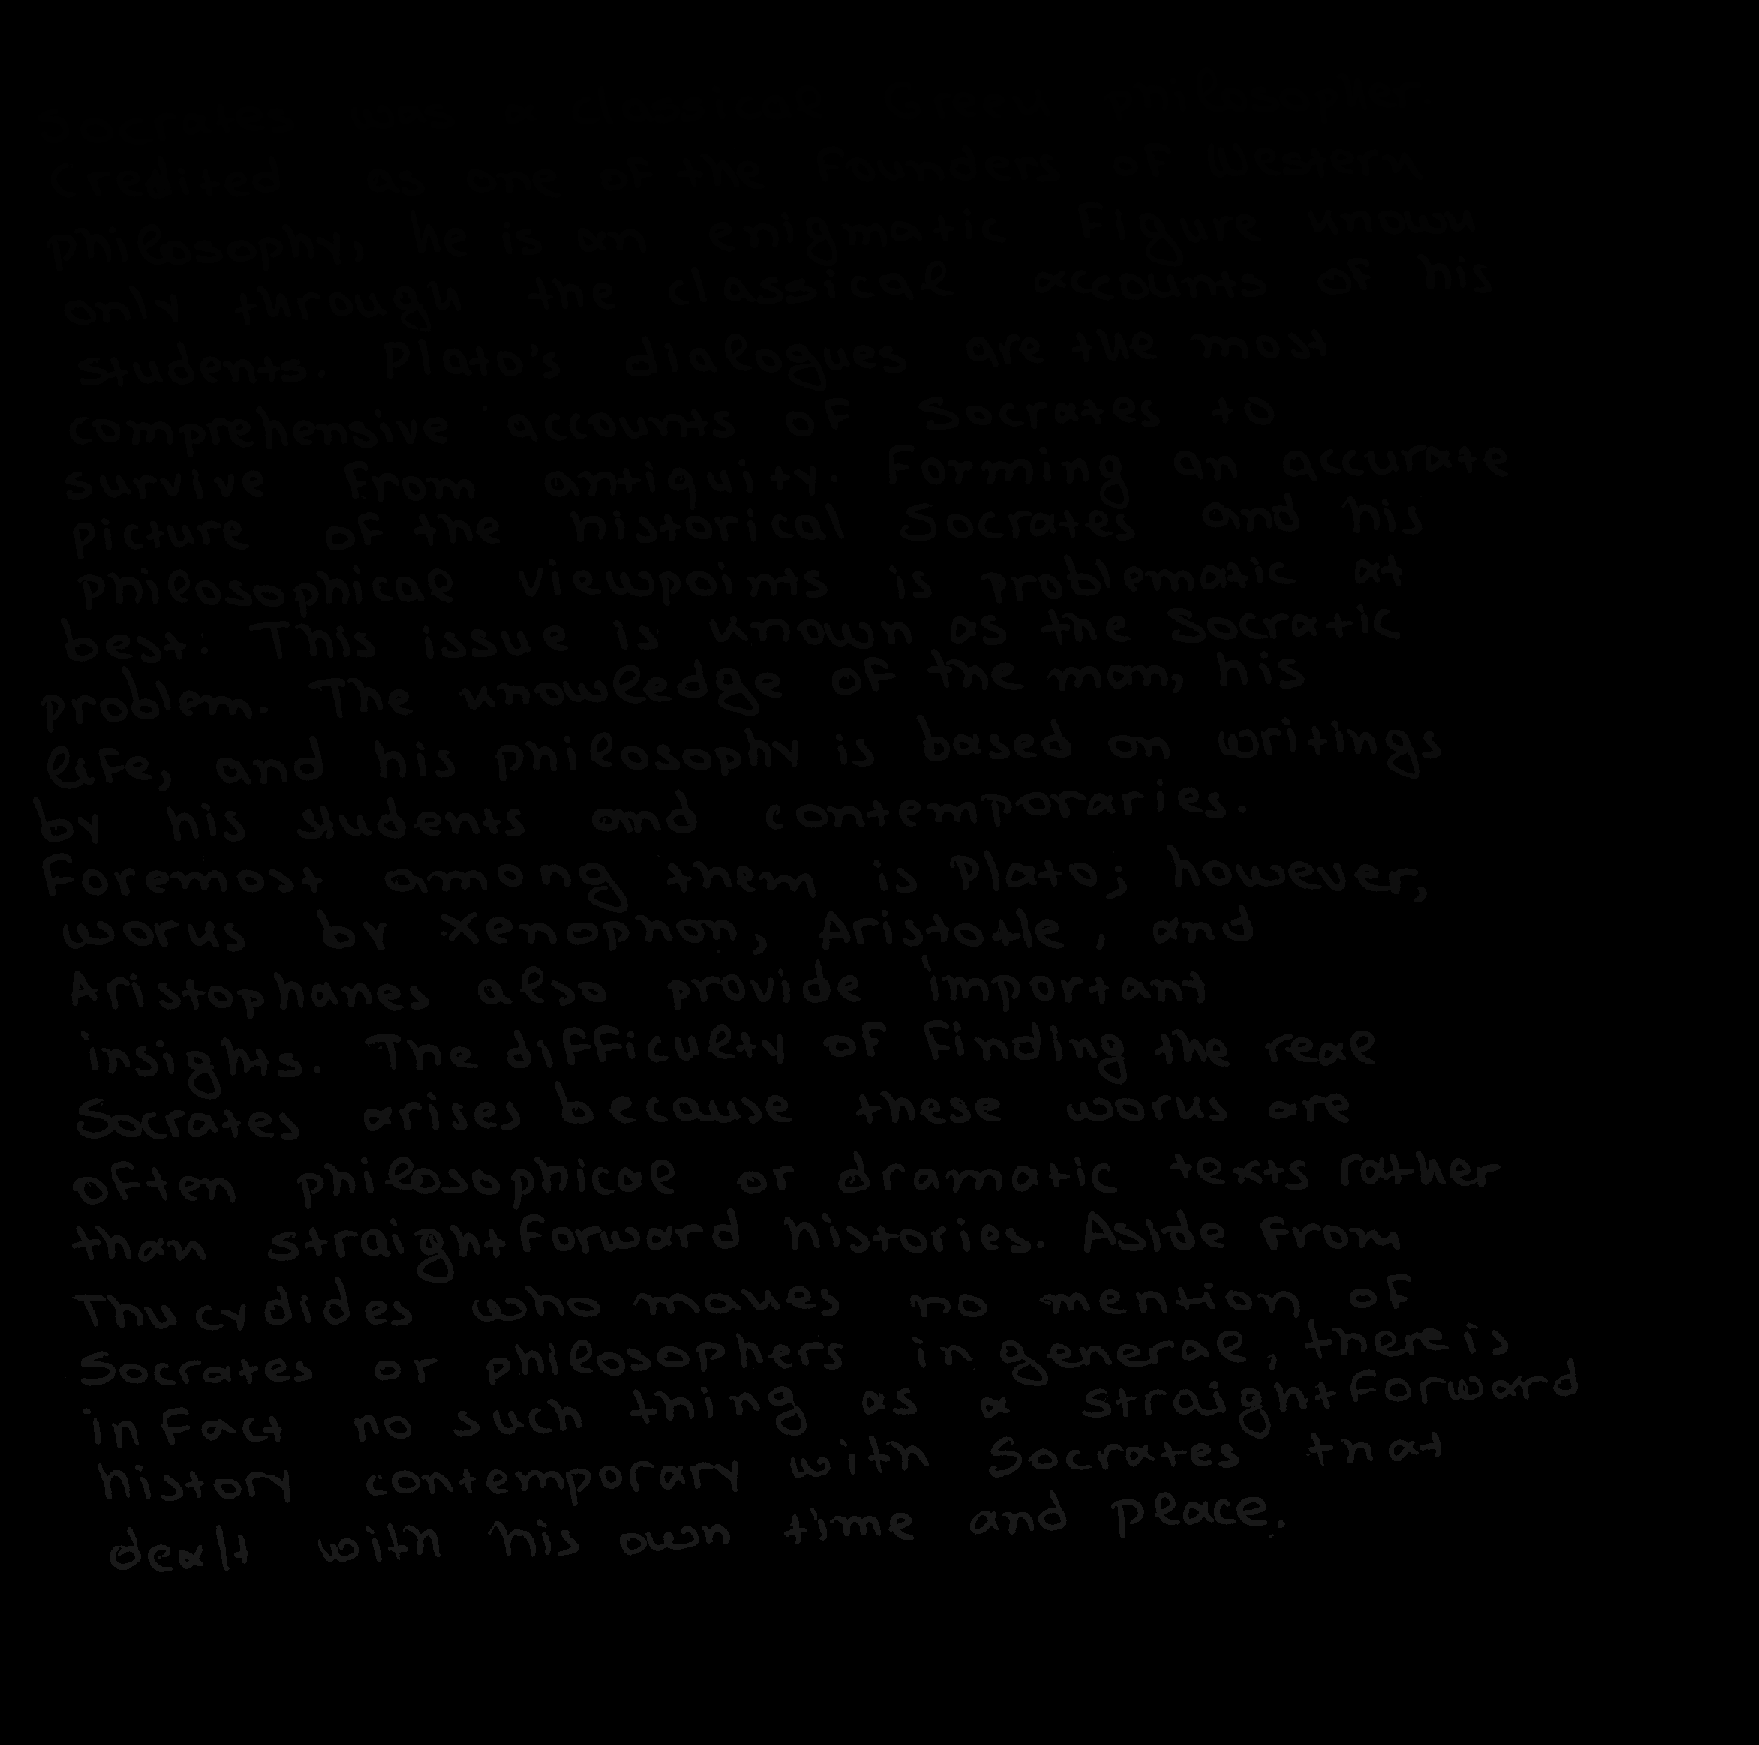 Socrates was a classical Greek philosopher
credited as one of the founders of Western
philosophy, he is an enigmatic figure known
only through the classical accounts of his
students. Plato's dialogues are the most
comprehensive accounts of Socrates to
survive from antiquity. Forming an accurate
picture of the historical Socrates and his
philosophical viewpoints is problematic at
best. This issue is known as the Socratic
problem. The knowledge of the man, his
life, and his philosophy is based on writings
by his students and contemporaries.
Foremost among them is Plato; however,
works by Xenophon, Aristotle, and
Aristophanes also provide important
insights. The difficulty of finding the real
Socrates arises because these works are
often philosophical or dramatic texts rather
than straightforward histories. Aside from
Thucydides who makes no mention of
Socrates or philosophers in general, there is
in fact no such thing as a straightforward
history contemporary with Socrates that
dealt with his own time and place.